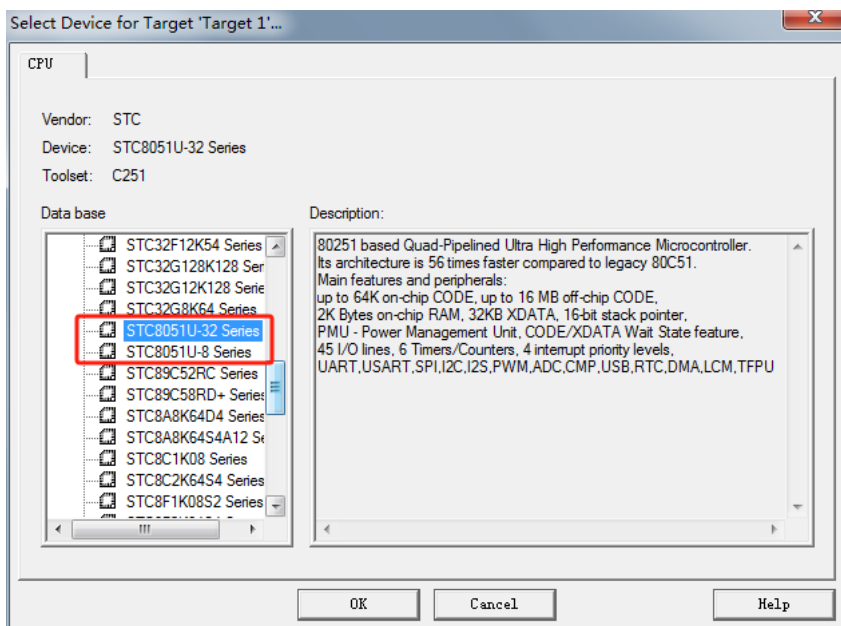 Select Device for Target 'Target 1'...
CPU
Vendor: STC
Device: STC8051U-32 Series
Toolset: C251
Data base
STC32F12K54 Series
STC32G128K128 Ser
STC32G12K128 Serie
STC32G8K64 Series
STC8051U-32 Series
STC8051U-8 Series
STC89C52RC Series
STC89C58RD+ Series
STC8A8K64D4 Series
STC8A8K64S4A12 Se
STC8C1K08 Series
STC8C2K64S4 Series
STC8F1K08S2 Series
Description:
80251 based Quad-Pipelined Ultra High Performance Microcontroller.
Its architecture is 56 times faster compared to legacy 80C51.
Main features and peripherals:
up to 64K on-chip CODE, up to 16 MB off-chip CODE,
2K Bytes on-chip RAM, 32KB XDATA, 16-bit stack pointer,
PMU - Power Management Unit, CODE/XDATA Wait State feature,
45 I/O lines, 6 Timers/Counters, 4 interrupt priority levels,
UART,USART,SPI,I2C,I2S,PWM,ADC,CMP,USB,RTC,DMA,LCM,TFPU
OK
Cancel
Help